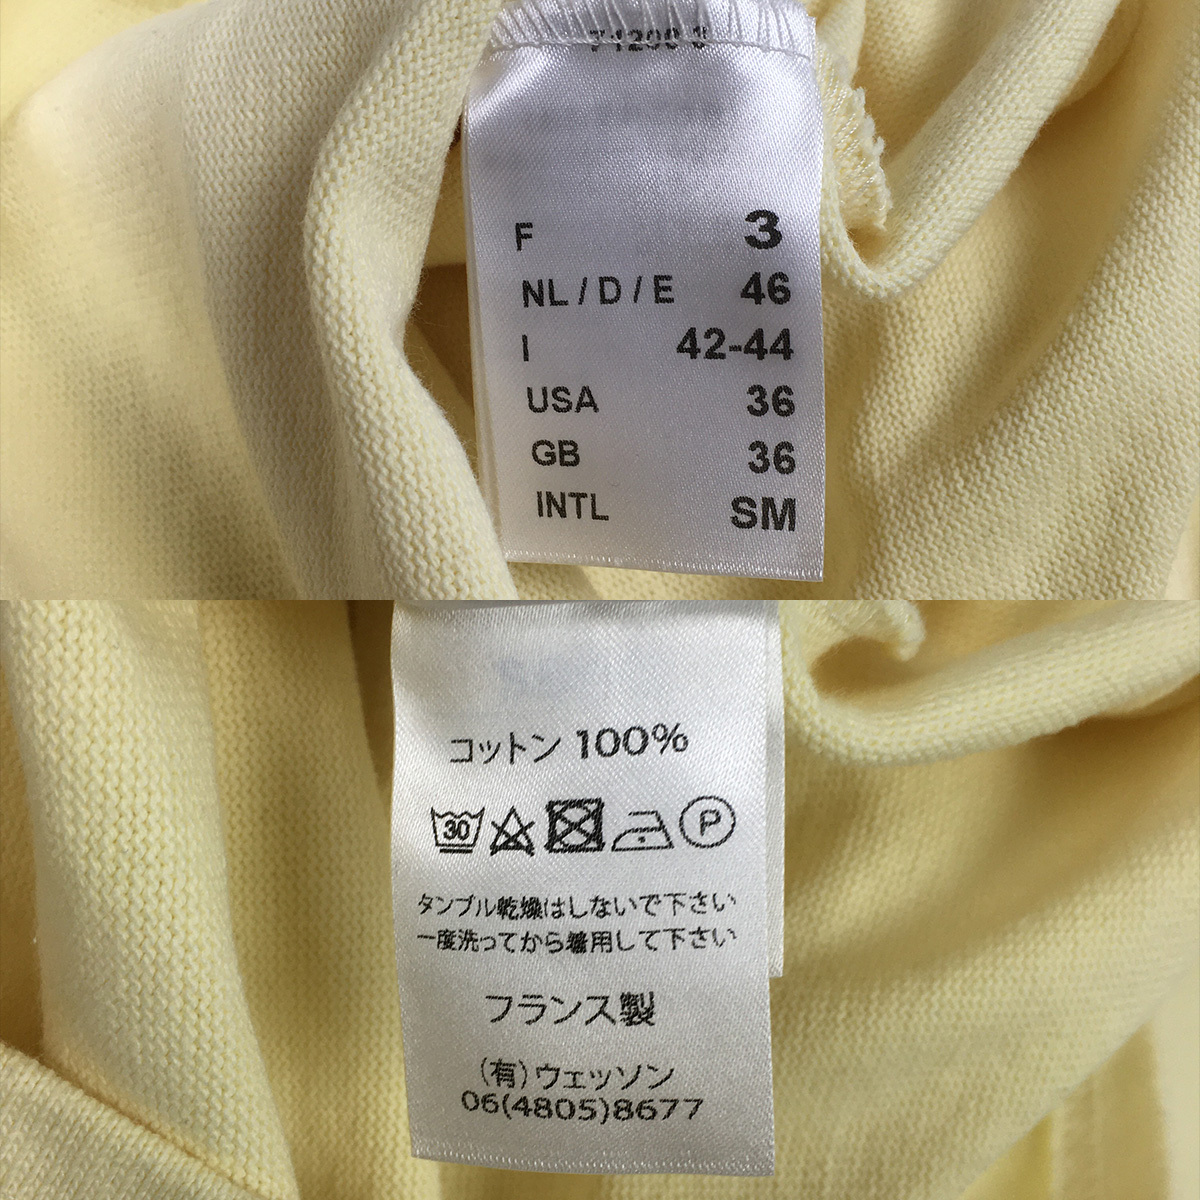 F 3
NL / D / E 46
I 42-44
USA 36
GB 36
INTL SM
コットン 100%
30 P
タンブル乾燥はしないで下さい
一度洗ってから着用して下さい
フランス製
(有)ウェッソン
06(4805)8677